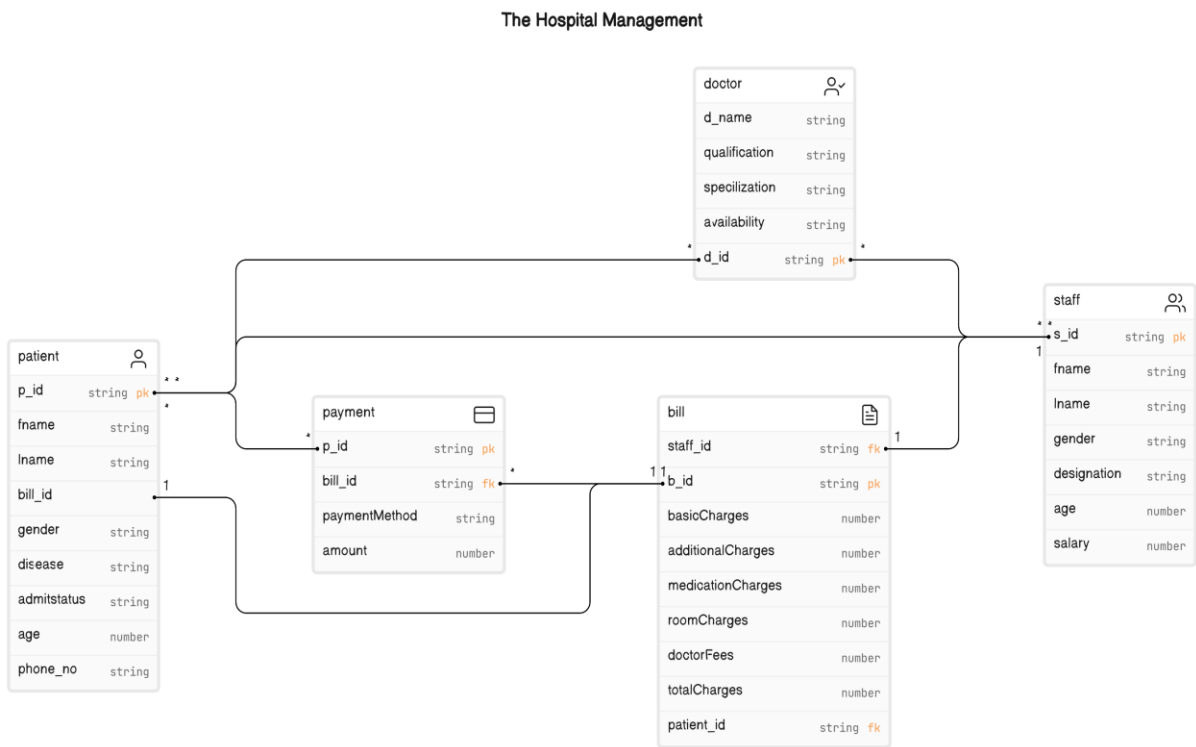 The Hospital Management
doctor
d_name string
qualification string
specilization string
availability string
* d_id string pk *
staff
* * s_id string pk
1
fname string
lname string
gender string
designation string
age number
salary number
patient
p_id string pk * *
*
fname string
lname string
bill_id 1
gender string
disease string
admitstatus string
age number
phone_no string
payment
* p_id string pk
bill_id string fk *
paymentMethod string
amount number
bill
staff_id string fk 1
1 1 b_id string pk
basicCharges number
additionalCharges number
medicationCharges number
roomCharges number
doctorFees number
totalCharges number
patient_id string fk